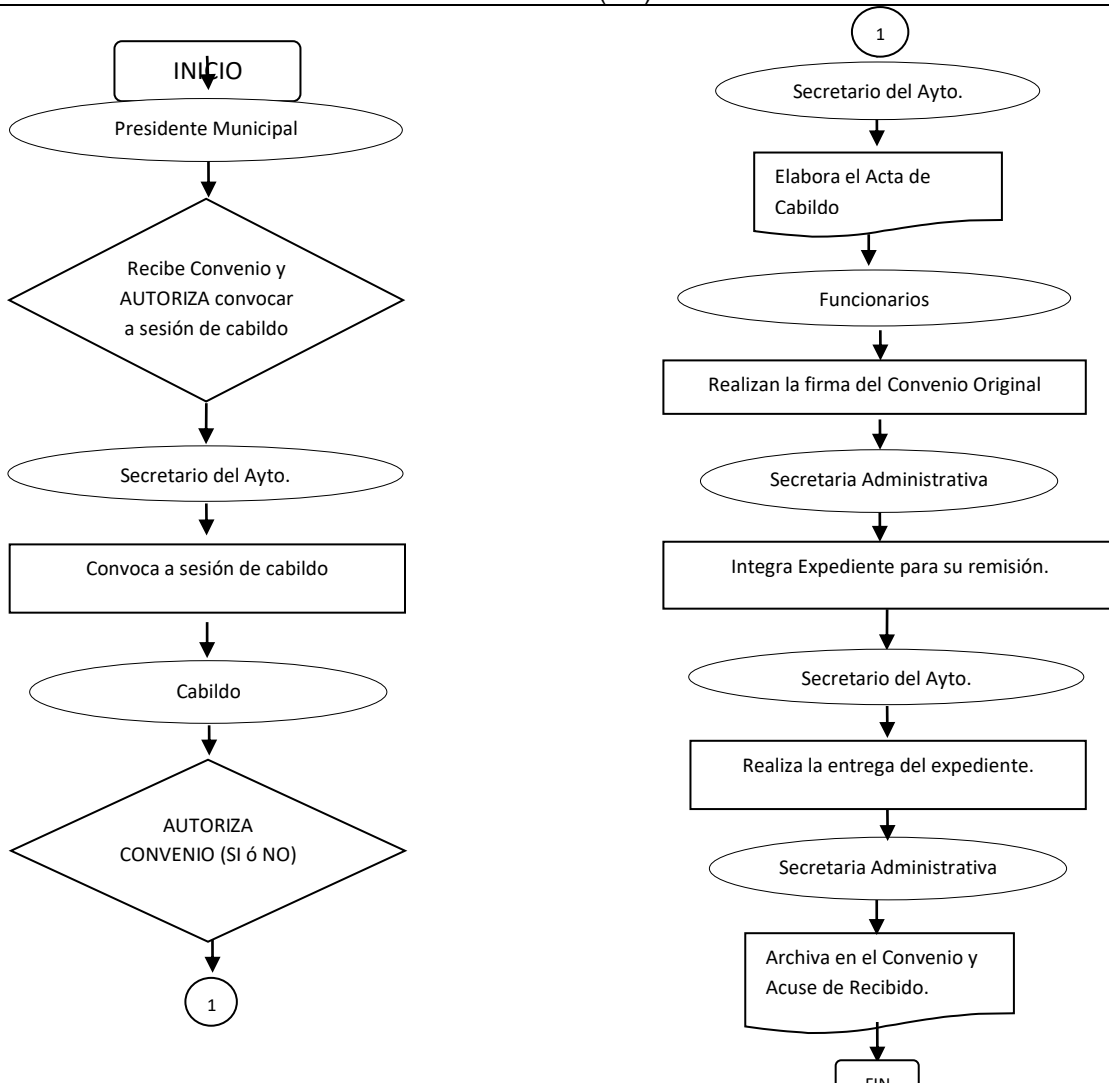 INICIO
Presidente Municipal
Recibe Convenio y
AUTORIZA convocar
a sesión de cabildo
Secretario del Ayto.
Convoca a sesión de cabildo
Cabildo
AUTORIZA
CONVENIO (SI ó NO)
1
1
Secretario del Ayto.
Elabora el Acta de
Cabildo
Funcionarios
Realizan la firma del Convenio Original
Secretaria Administrativa
Integra Expediente para su remisión.
Secretario del Ayto.
Realiza la entrega del expediente.
Secretaria Administrativa
Archiva en el Convenio y
Acuse de Recibido.
FIN